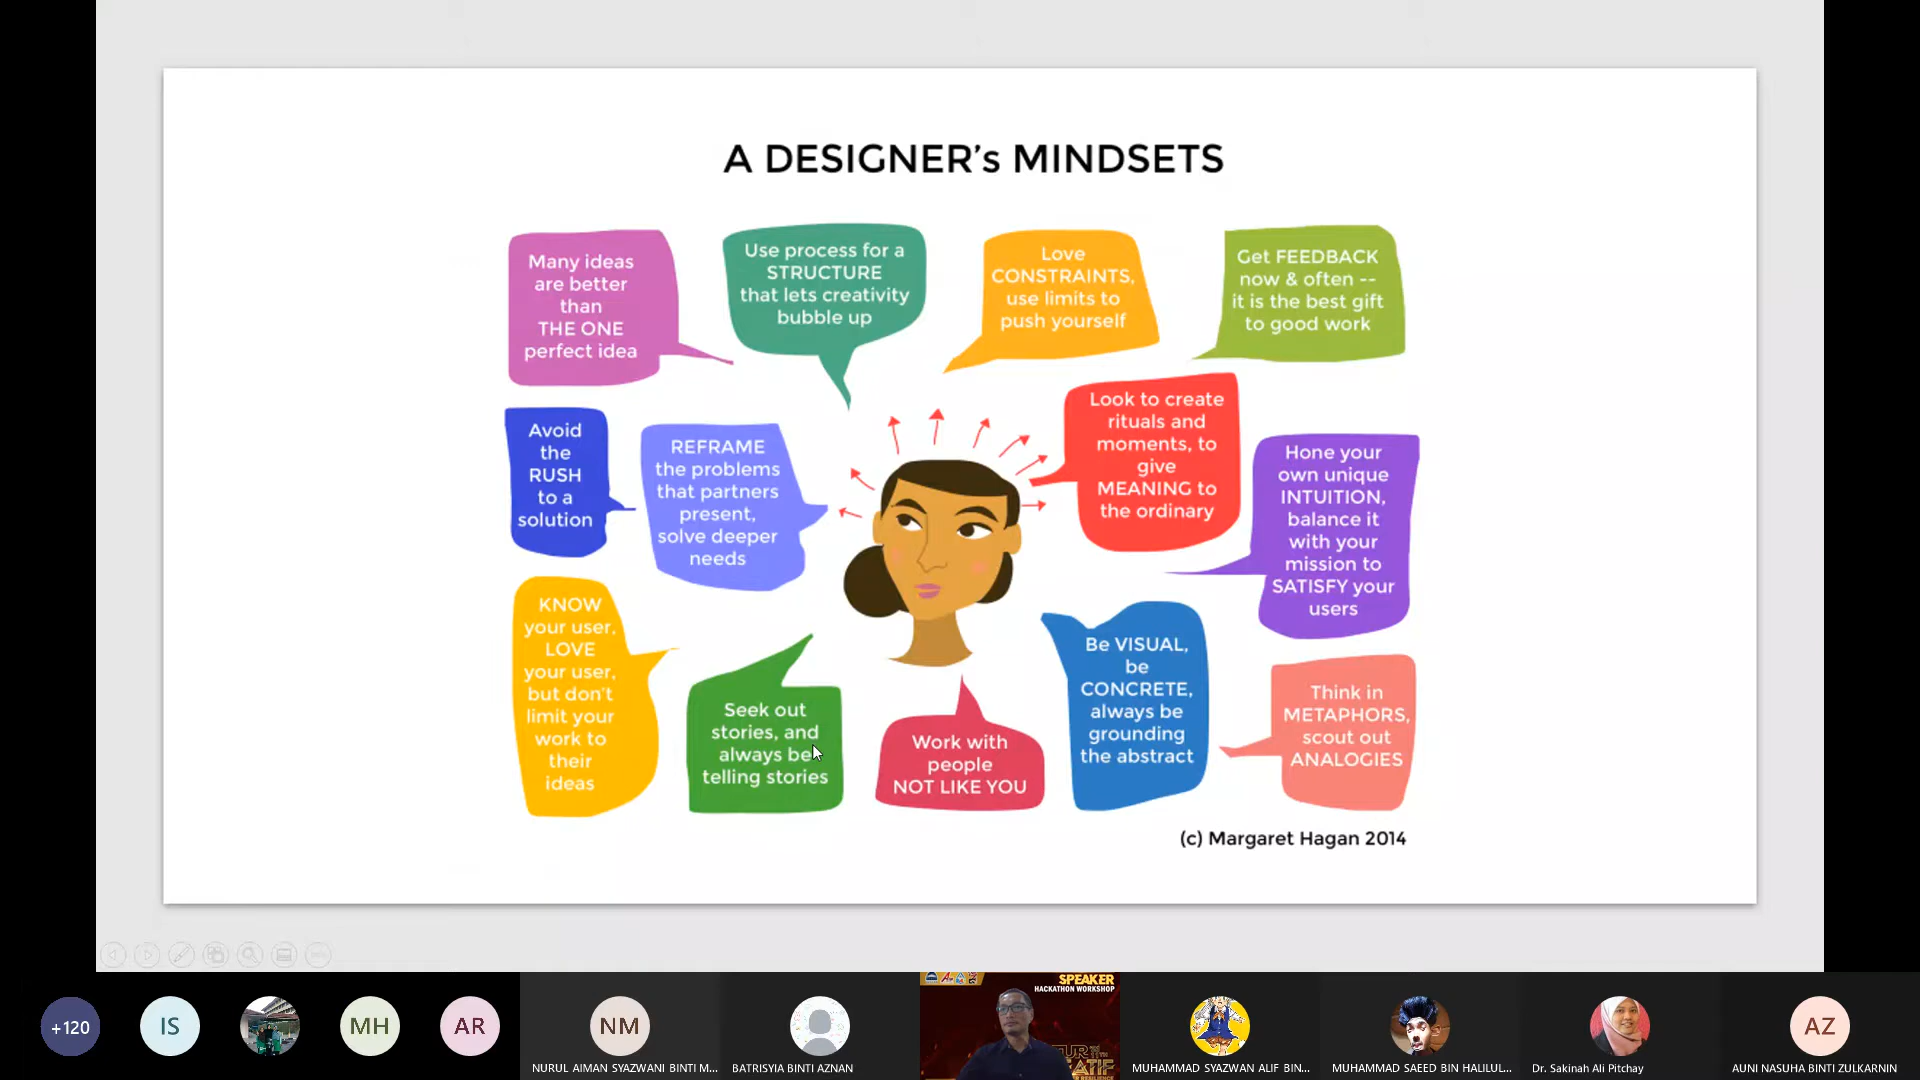 A DESIGNER's MINDSETS
Many ideas
are better
than
THE ONE
perfect idea
Use process for a
STRUCTURE
that lets creativity
bubble up
Love
CONSTRAINTS,
use limits to
push yourself
Get FEEDBACK
now & often --
it is the best gift
to good work
Avoid
the
RUSH
to a
solution
REFRAME
the problems
that partners
present,
solve deeper
needs
Look to create
rituals and
moments, to
give
MEANING to
the ordinary
Hone your
own unique
INTUITION,
balance it
with your
mission to
SATISFY your
users
KNOW
your user,
LOVE
your user,
but don't
limit your
work to
their
ideas
Seek out
stories, and
always be
telling stories
Work with
people
NOT LIKE YOU
Be VISUAL,
be
CONCRETE,
always be
grounding
the abstract
Think in
METAPHORS,
scout out
ANALOGIES
(c) Margaret Hagan 2014
+120
IS
MH
AR
NM
NURUL AIMAN SYAZWANI BINTI M...
BATRISYIA BINTI AZNAN
SPEAKER
HACKATHON WORKSHOP
MUHAMMAD SYAZWAN ALIF BIN...
MUHAMMAD SAEED BIN HALILUL...
Dr. Sakinah Ali Pitchay
AZ
AUNI NASUHA BINTI ZULKARNIN